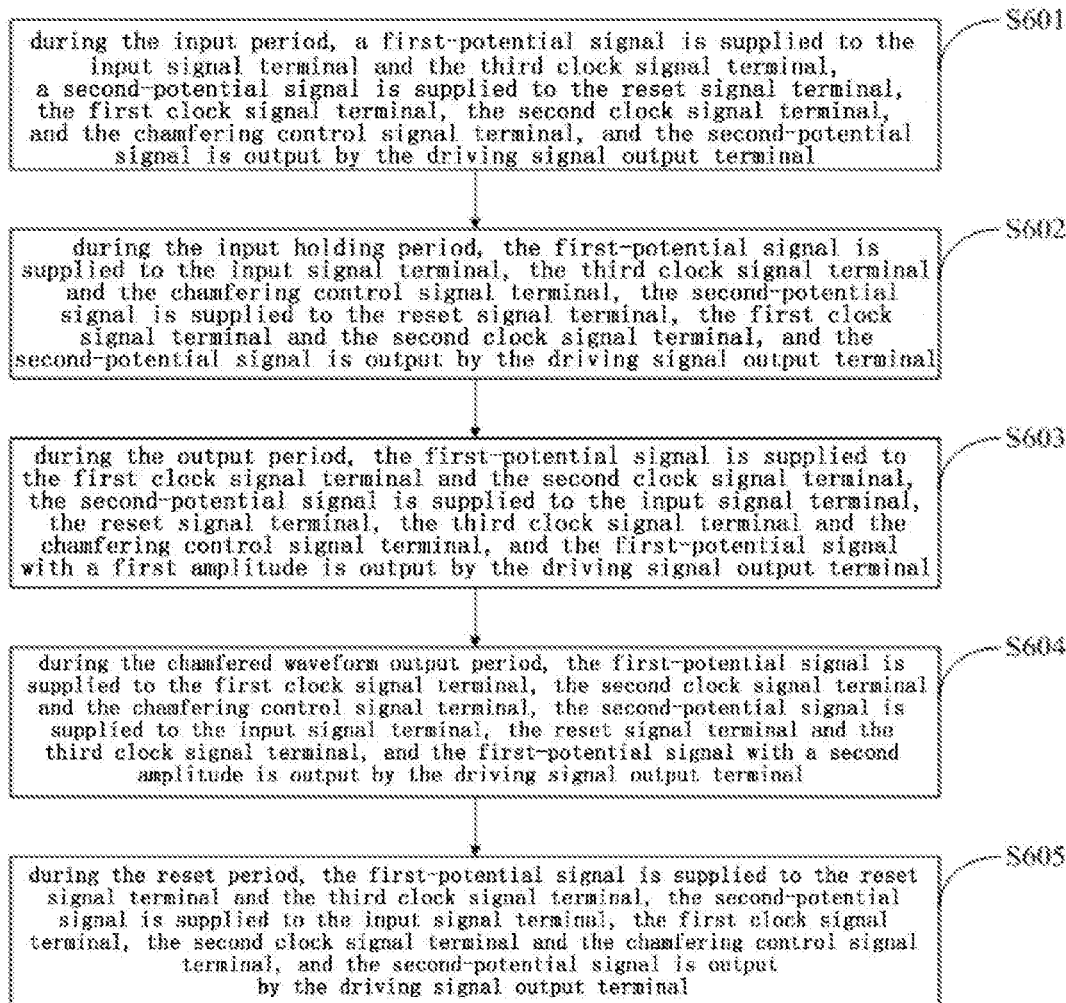 S601
during the input period, a first-potential signal is supplied to the
input signal terminal and the third clock signal terminal,
a second-potential signal is supplied to the reset signal terminal,
the first clock signal terminal, the second clock signal terminal,
and the chamfering control signal terminal, and the second-potential
signal is output by the driving signal output terminal
S602
during the input holding period, the first-potential signal is
supplied to the input signal terminal, the third clock signal terminal
and the chamfering control signal terminal, the second-potential
signal is supplied to the reset signal terminal, the first clock
signal terminal and the second clock signal terminal, and the
second-potential signal is output by the driving signal output terminal
S603
during the output period, the first-potential signal is supplied to
the first clock signal terminal and the second clock signal terminal,
the second-potential signal is supplied to the input signal terminal,
the reset signal terminal, the third clock signal terminal and the
chamfering control signal terminal, and the first-potential signal
with a first amplitude is output by the driving signal output terminal
S604
during the chamfered waveform output period, the first-potential signal is
supplied to the first clock signal terminal, the second clock signal terminal
and the chamfering control signal terminal, the second-potential signal is
supplied to the input signal terminal, the reset signal terminal and the
third clock signal terminal, and the first-potential signal with a second
amplitude is output by the driving signal output terminal
S605
during the reset period, the first-potential signal is supplied to the reset
signal terminal and the third clock signal terminal, the second-potential
signal is supplied to the input signal terminal, the first clock signal
terminal, the second clock signal terminal and the chamfering control signal
terminal, and the second-potential signal is output
by the driving signal output terminal